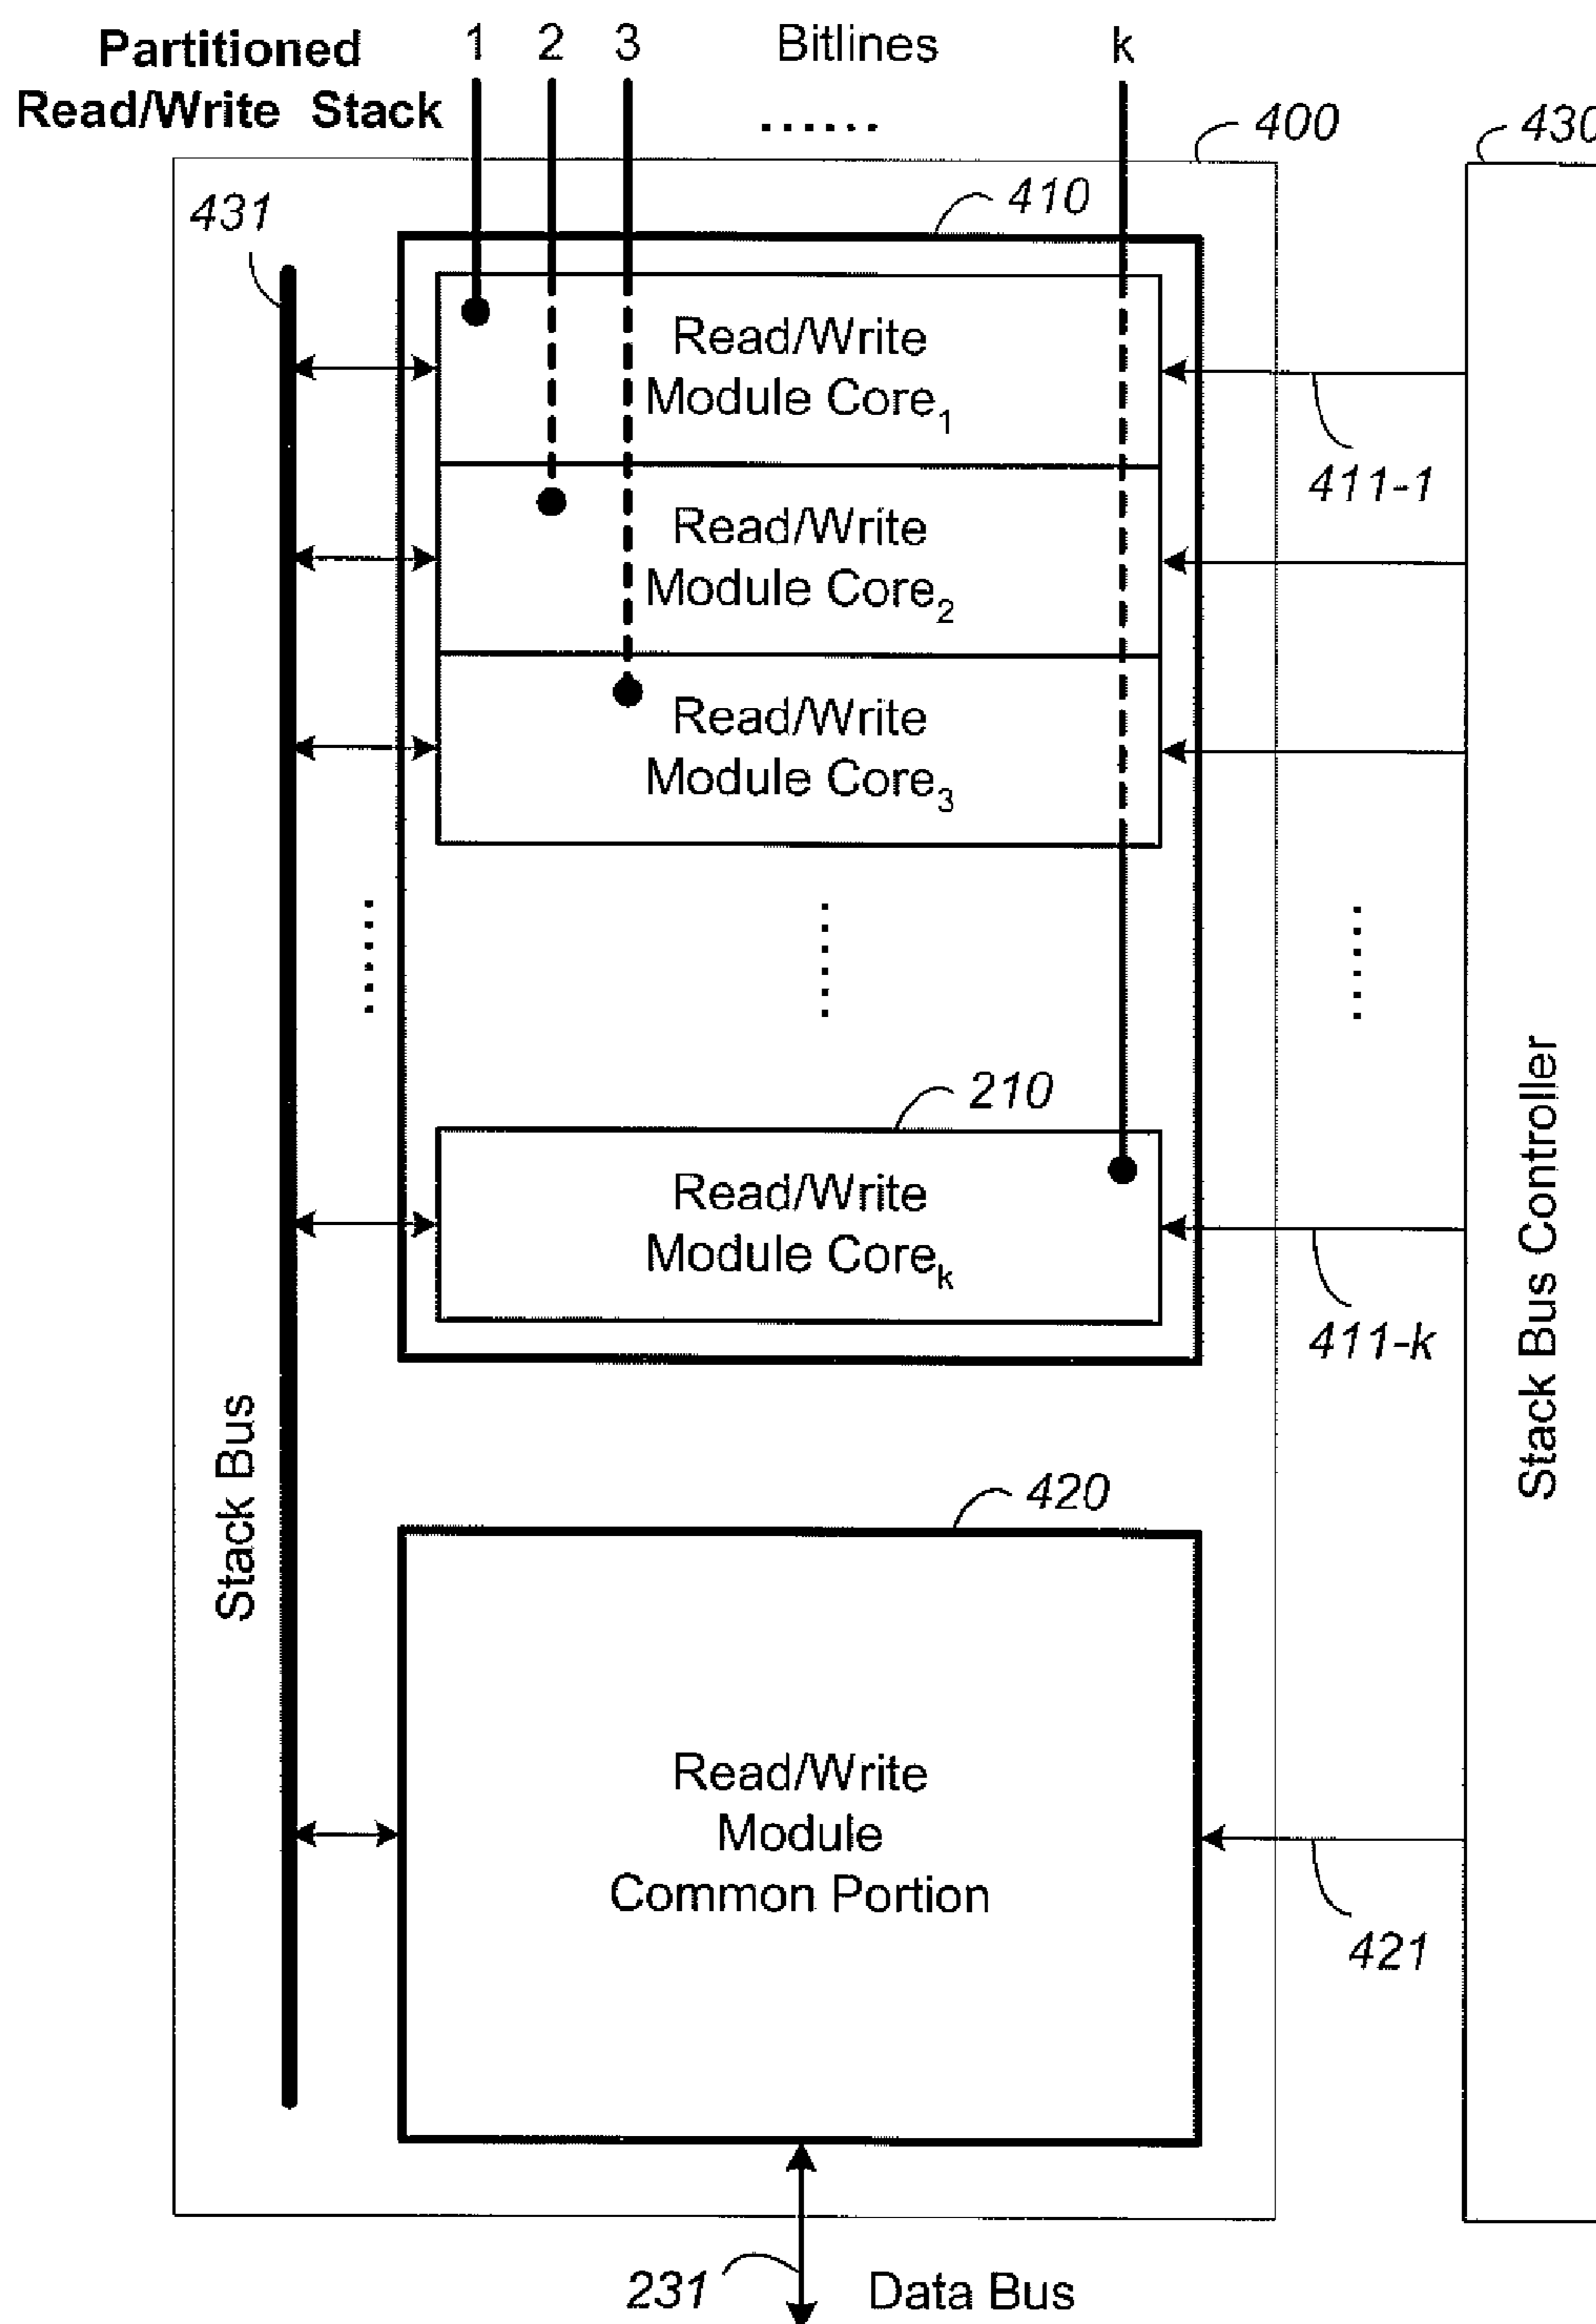 Partitioned
Read/Write Stack
1 2 3 Bitlines k
......
400
430
410
431
Read/Write
Module Core1
411-1
Read/Write
Module Core2
Read/Write
Module Core3
......
......
......
210
Read/Write
Module Corek
411-k
Stack Bus Controller
Stack Bus
420
Read/Write
Module
Common Portion
421
231
Data Bus